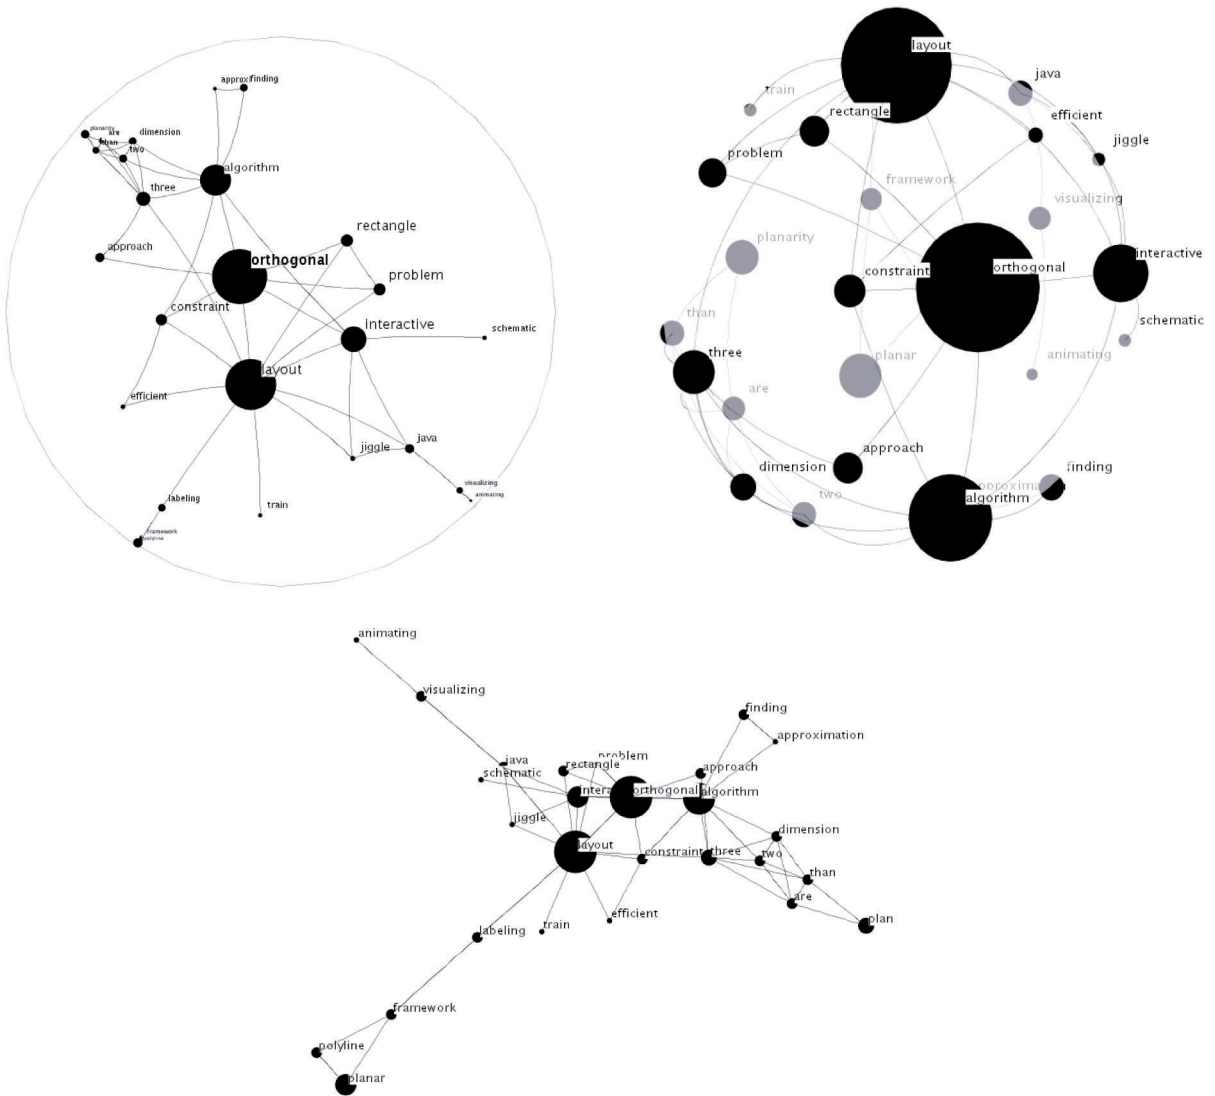 approxi
finding
planarity
are
than
dimension
two
algorithm
three
approach
rectangle
orthogonal
problem
constraint
interactive
schematic
layout
efficient
jiggle
java
visualizing
animating
labeling
train
framework
polyline
layout
java
train
rectangle
efficient
jiggle
problem
framework
visualizing
planarity
interactive
constraint
orthogonal
than
schematic
three
planar
animating
are
approach
dimension
finding
pproxima
algorithm
two
animating
visualizing
finding
approximation
java
problem
rectangle
schematic
approach
intera
orthogonal
algorithm
jiggle
dimension
layout
constraint
three
two
than
are
efficient
train
labeling
plan
framework
polyline
planar